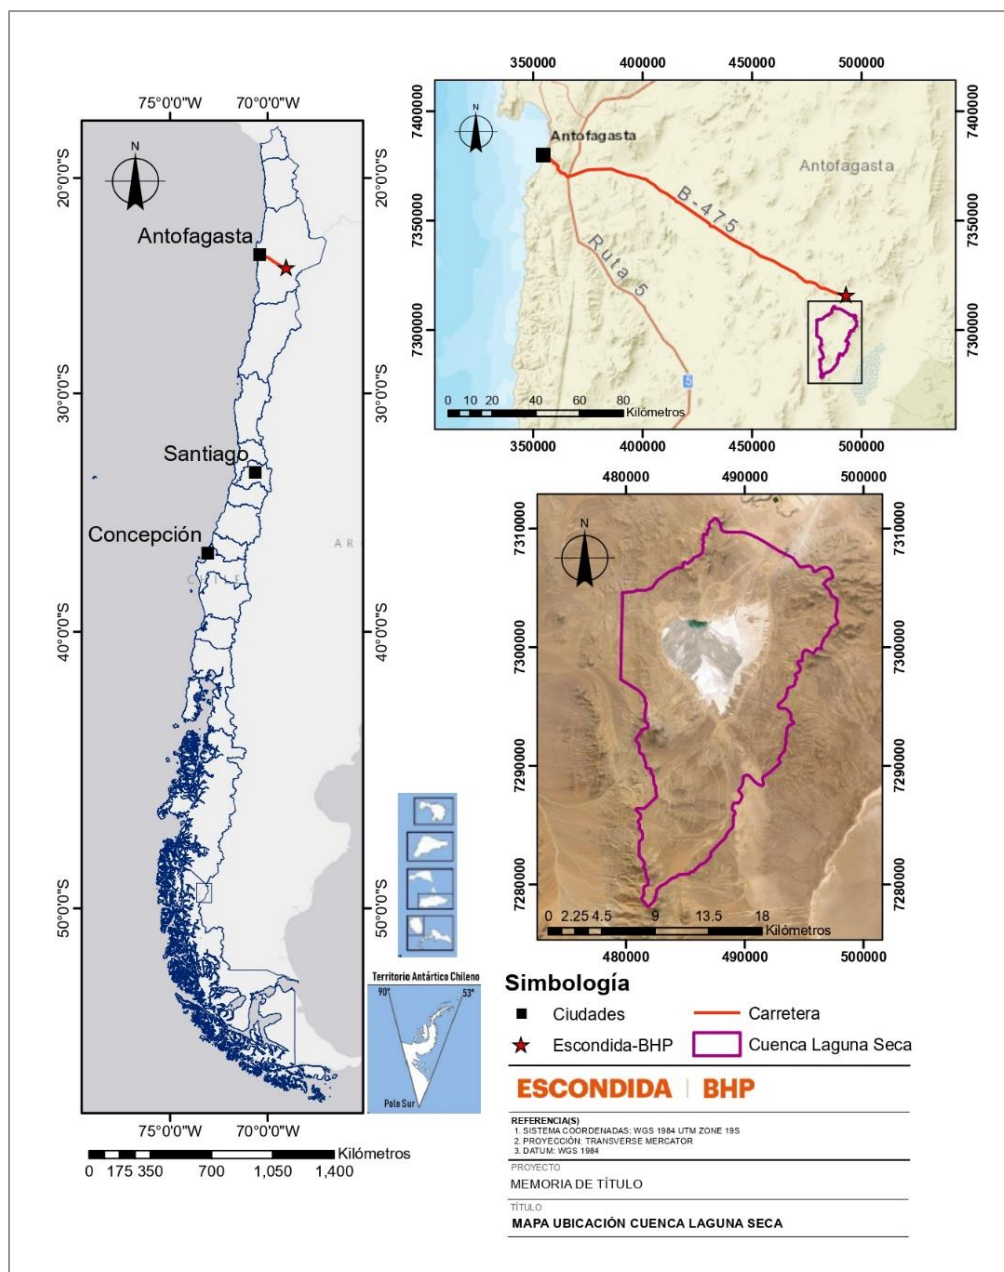 75°0'0"W 70°0'0"W
20°0'0"S
30°0'0"S
40°0'0"S
50°0'0"S
N
Antofagasta
Santiago
Concepción
A R
C I L E
20°0'0"S
30°0'0"S
40°0'0"S
50°0'0"S
75°0'0"W 70°0'0"W
Kilómetros
0 175 350 700 1,050 1,400
350000 400000 450000 500000
7400000
7350000
7300000
N
Antofagasta
Antofagasta
B-475
Ruta 5
5
0 10 20 40 60 80
Kilómetros
7400000
7350000
7300000
350000 400000 450000 500000
480000 490000 500000
7310000
7300000
7290000
7280000
N
0 2.25 4.5 9 13.5 18
Kilómetros
7310000
7300000
7290000
7280000
480000 490000 500000
Territorio Antártico Chileno
90° 53°
Polo Sur
Simbología
Ciudades
Carretera
Escondida-BHP
Cuenca Laguna Seca
ESCONDIDA | BHP
REFERENCIA(S)
1. SISTEMA COORDENADAS: WGS 1984 UTM ZONE 19S
2. PROYECCIÓN: TRANSVERSE MERCATOR
3. DATUM: WGS 1984
PROYECTO
MEMORIA DE TÍTULO
TÍTULO
MAPA UBICACIÓN CUENCA LAGUNA SECA